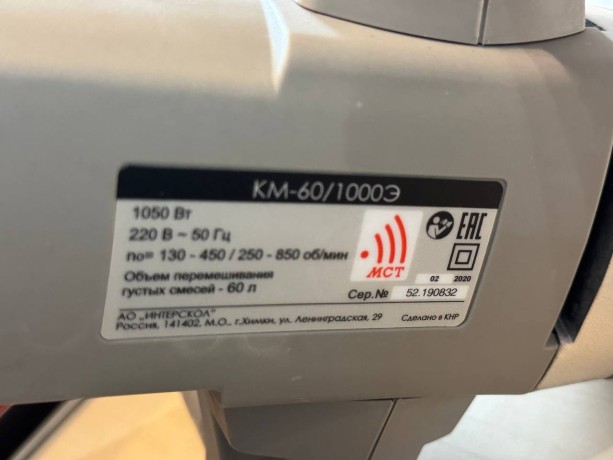 КМ-60/1000Э
1050 Вт
220 В ~ 50 Гц
no= 130 - 450 / 250 - 850 об/мин
Объем перемешивания
густых смесей - 60 л
МСТ
EAC
02 2020
Сер.№ 52.190832
АО „ИНТЕРСКОЛ"
Россия, 141402, М.О., г.Химки, ул. Ленинградская, 29
Сделано в КНР